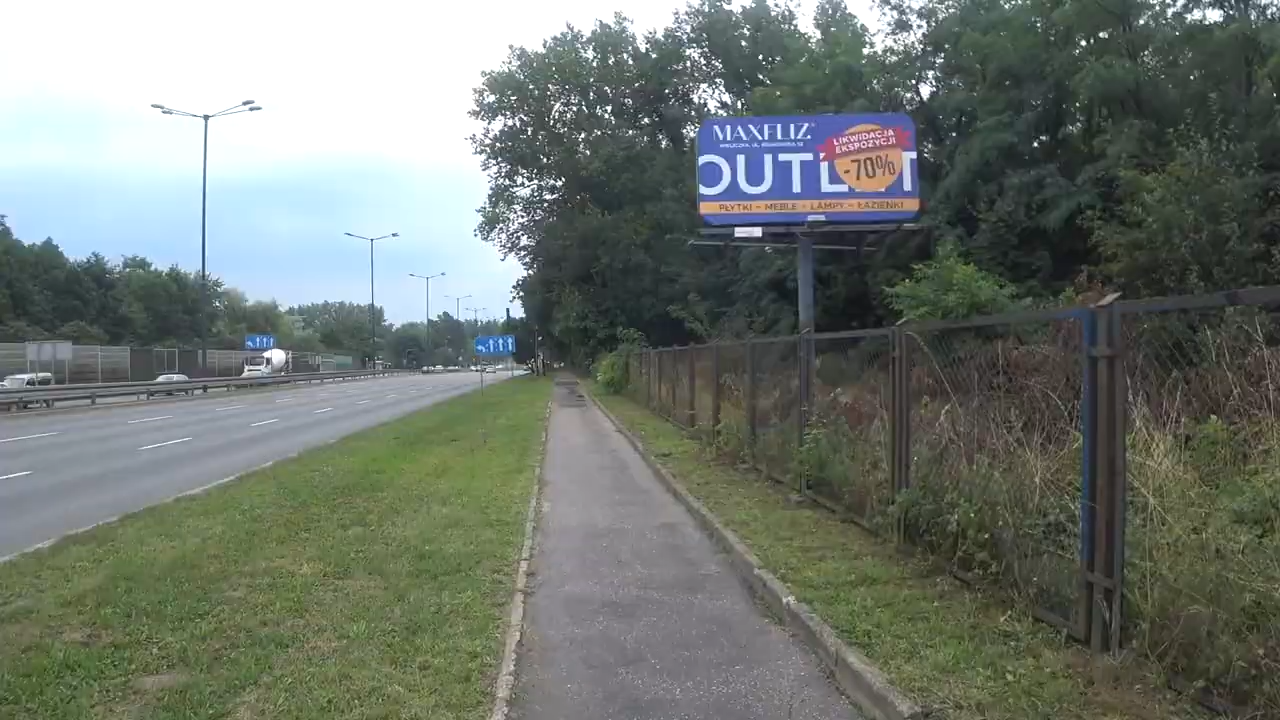 MAXFLIZ
LIKWIDACJA
EKSPOZYCJI
-70%
OUTLET
PŁYTKI - MEBLE - LAMPY - ŁAZIENKI